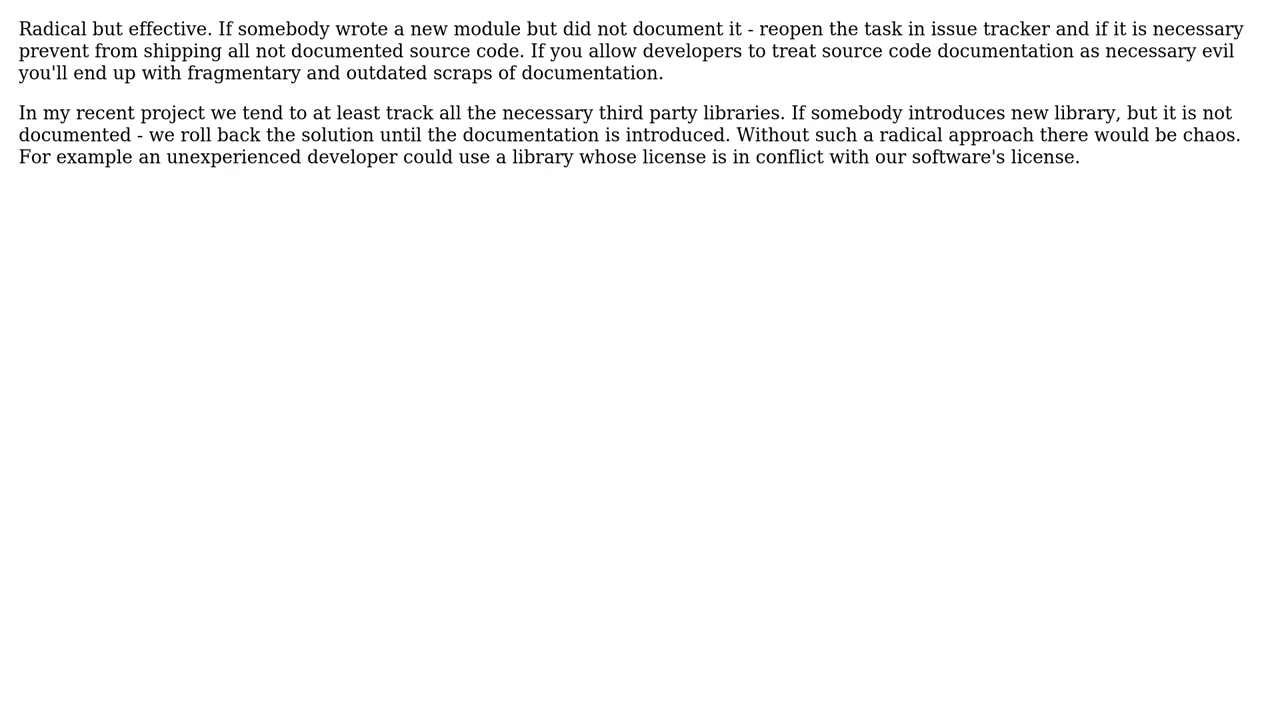 Radical but effective. If somebody wrote a new module but did not document it - reopen the task in issue tracker and if it is necessary
prevent from shipping all not documented source code. If you allow developers to treat source code documentation as necessary evil
you'll end up with fragmentary and outdated scraps of documentation.
In my recent project we tend to at least track all the necessary third party libraries. If somebody introduces new library, but it is not
documented - we roll back the solution until the documentation is introduced. Without such a radical approach there would be chaos.
For example an unexperienced developer could use a library whose license is in conflict with our software's license.